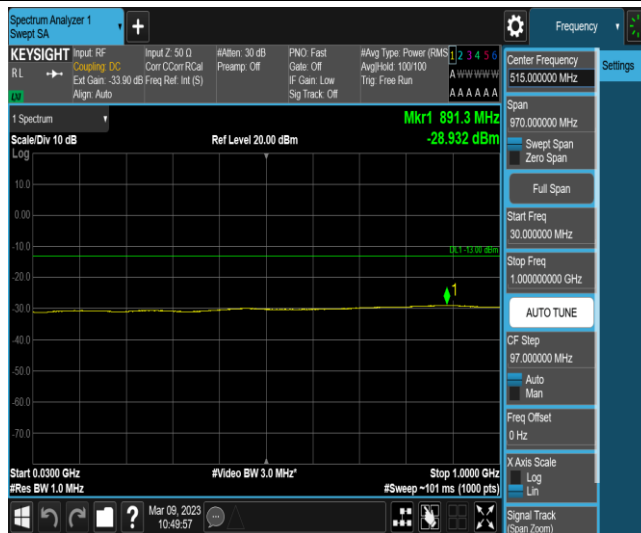 Spectrum Analyzer 1
Swept SA
+
Frequency
KEYSIGHT
RL
Input: RF
Coupling: DC
Ext Gain: -33.90 dB
Align: Auto
Input Z: 50 Ω
Corr CCorr RCal
Freq Ref: Int (S)
#Atten: 30 dB
Preamp: Off
PNO: Fast
Gate: Off
IF Gain: Low
Sig Track: Off
#Avg Type: Power (RMS
Avg|Hold: 100/100
Trig: Free Run
1 2 3 4 5 6
A W W W W W
A A A A A A
1 Spectrum
Scale/Div 10 dB
Log
Ref Level 20.00 dBm
Mkr1 891.3 MHz
-28.932 dBm
10.0
0.00
-10.0
DL1 -13.00 dBm
-20.0
1
-30.0
-40.0
-50.0
-60.0
-70.0
Start 0.0300 GHz
#Res BW 1.0 MHz
#Video BW 3.0 MHz*
Stop 1.0000 GHz
#Sweep ~101 ms (1000 pts)
?
Mar 09, 2023
10:49:57
Center Frequency
515.000000 MHz
Settings
Span
970.000000 MHz
Swept Span
Zero Span
Full Span
Start Freq
30.000000 MHz
Stop Freq
1.000000000 GHz
AUTO TUNE
CF Step
97.000000 MHz
Auto
Man
Freq Offset
0 Hz
X Axis Scale
Log
Lin
Signal Track
(Span Zoom)